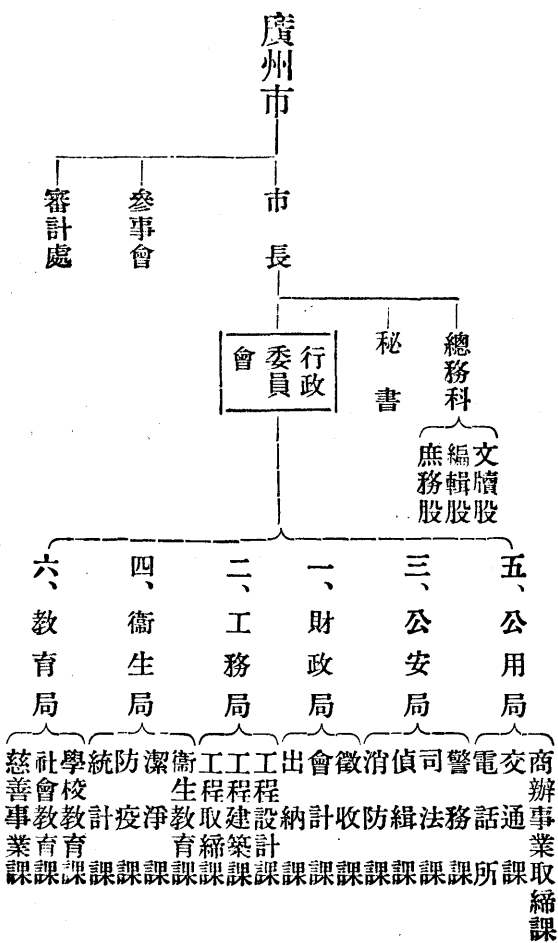 廣州市
市長
參事會
審計處
總務科
秘書
行政
委員
會
文牘股
編輯股
庶務股
五、公用局
三、公安局
一、財政局
二、工務局
四、衞生局
六、教育局
商辦事業取締課
交通課
電話所
警務課
司法課
偵緝課
消防課
徵收課
會計課
出納課
工程設計課
工程建築課
工程取締課
衞生教育課
潔淨課
防疫課
統計課
學校教育課
社會教育課
慈善事業課